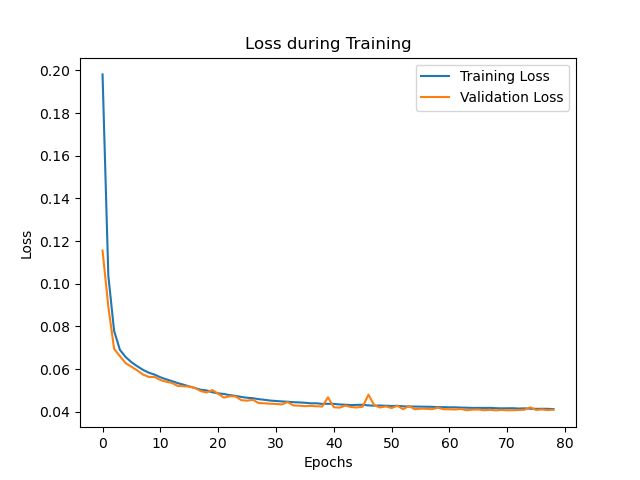 Loss during Training
Training Loss
Validation Loss
0.20
0.18
0.16
0.14
0.12
0.10
0.08
0.06
0.04
Loss
0 10 20 30 40 50 60 70 80
Epochs